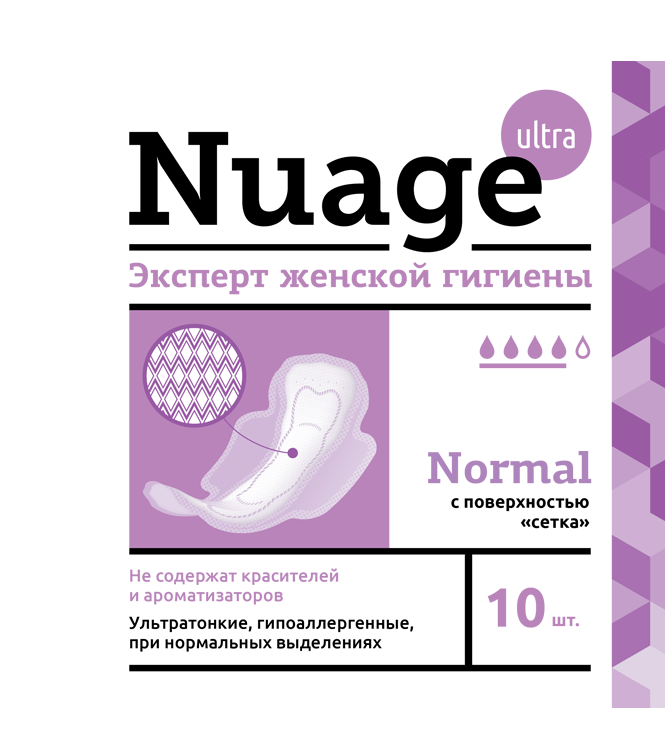 ultra
Nuage
Эксперт женской гигиены
Normal
с поверхностью
«сетка»
Не содержат красителей
и ароматизаторов
Ультратонкие, гипоаллергенные,
при нормальных выделениях
10 шт.